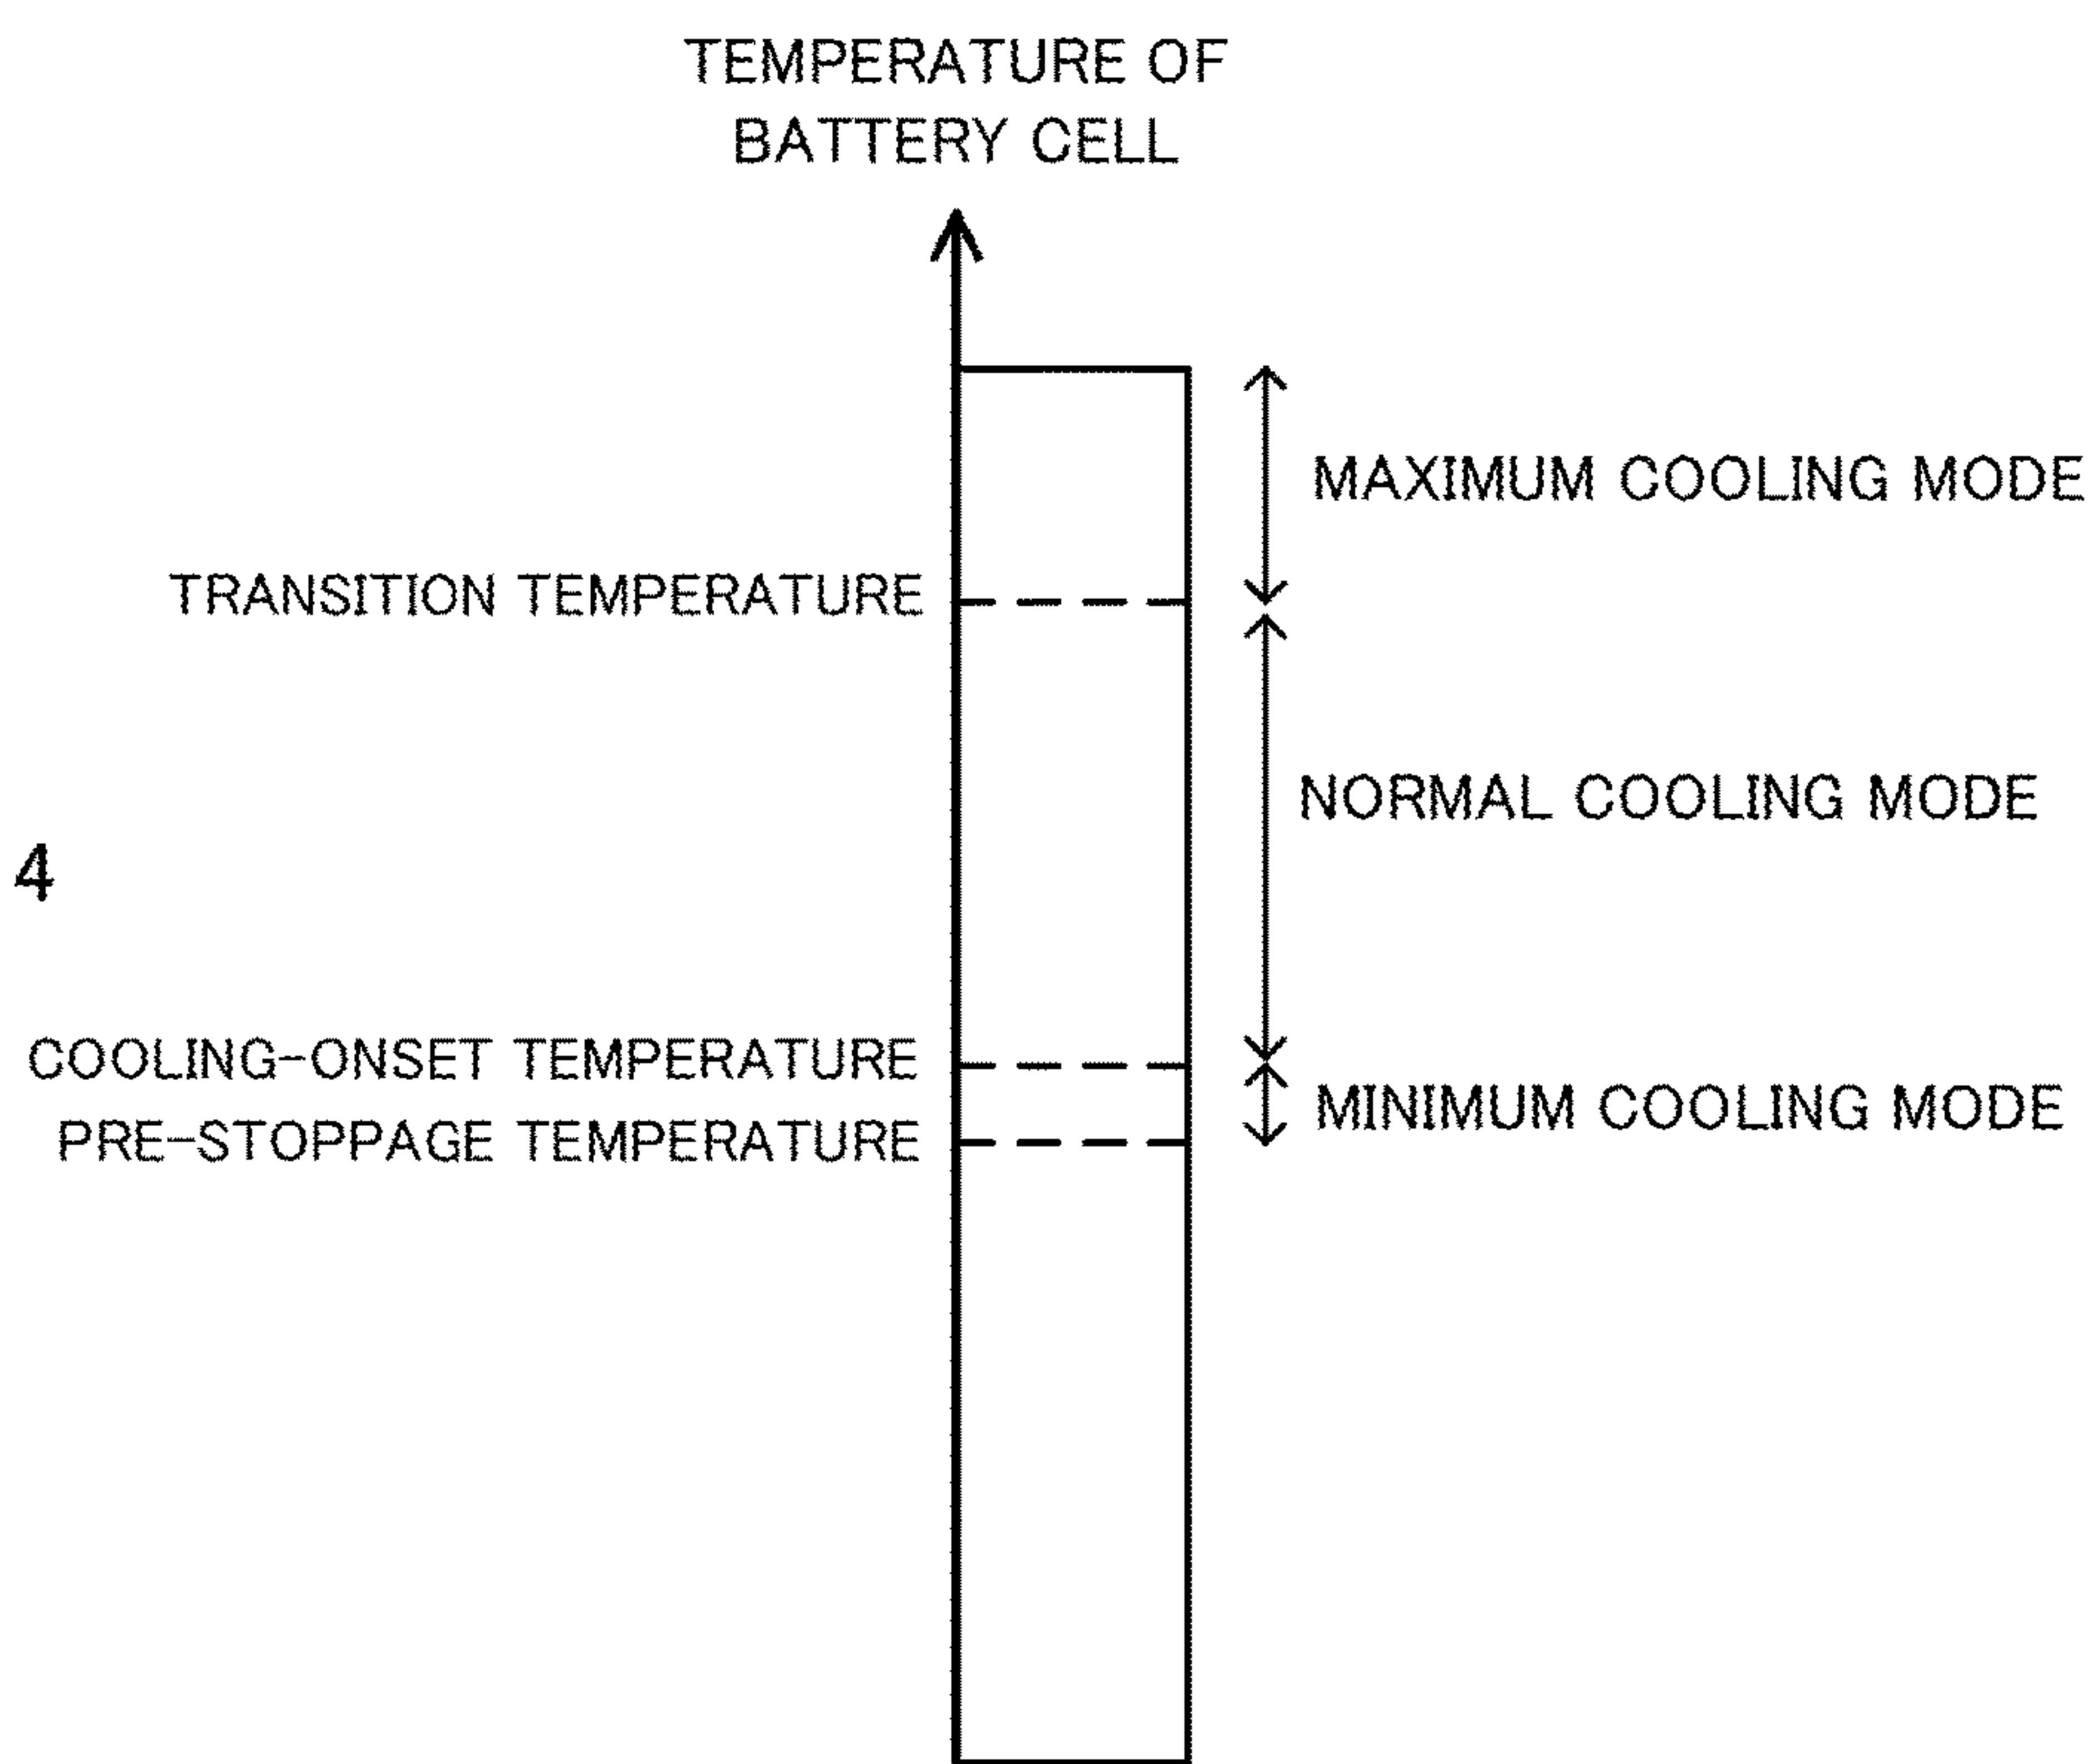 TEMPERATURE OF
BATTERY CELL
MAXIMUM COOLING MODE
TRANSITION TEMPERATURE
NORMAL COOLING MODE
4
COOLING-ONSET TEMPERATURE
MINIMUM COOLING MODE
PRE-STOPPAGE TEMPERATURE